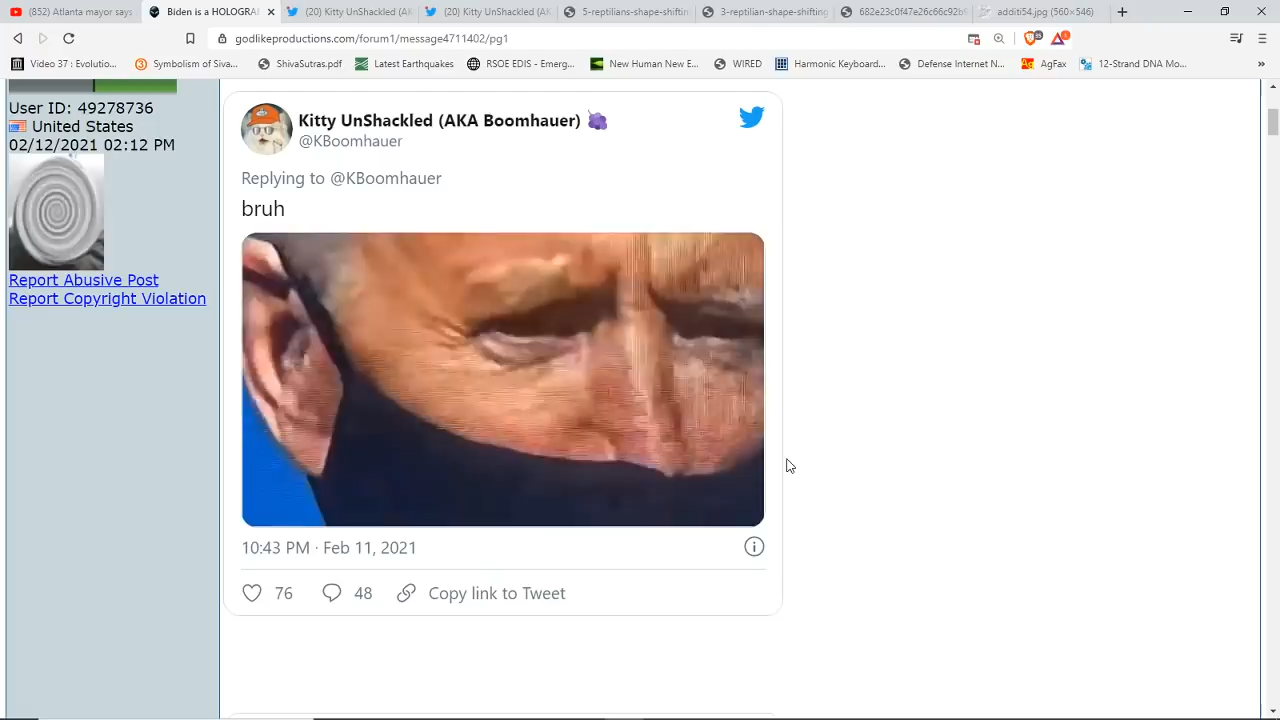 (852) Atlanta mayor says
Biden is a HOLOGRA
(20) Kitty UnShackled (AK
(20) Kitty UnShackled (AK
5-reptilians-shape-shiftin
3-reptilian-shape-shifting
682e23c0f47e26c66c92b
addit54.jpg (560×546)
godlikeproductions.com/forum1/message4711402/pg1
Video 37 : Evolutio...
Symbolism of Siva...
ShivaSutras.pdf
Latest Earthquakes
RSOE EDIS - Emerg...
New Human New E...
WIRED
Harmonic Keyboard...
Defense Internet N...
AgFax
12-Strand DNA Mo...
User ID: 49278736
United States
02/12/2021 02:12 PM
Report Abusive Post
Report Copyright Violation
Kitty UnShackled (AKA Boomhauer)
@KBoomhauer
Replying to @KBoomhauer
bruh
10:43 PM · Feb 11, 2021
76 48 Copy link to Tweet